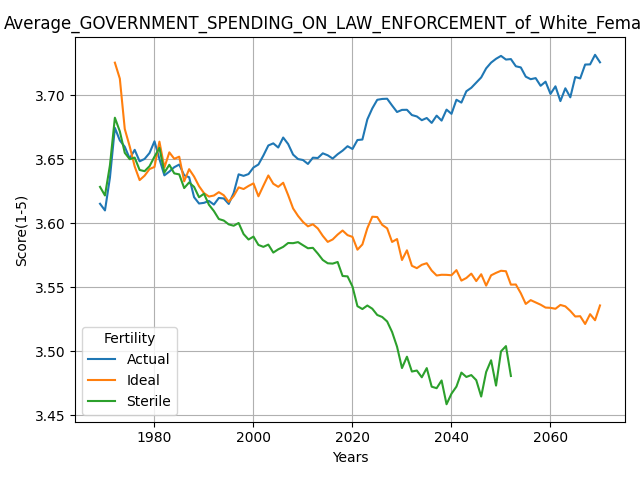 Average_GOVERNMENT_SPENDING_ON_LAW_ENFORCEMENT_of_White_Fema
Score(1-5)
3.70
3.65
3.60
3.55
3.50
3.45
Fertility
Actual
Ideal
Sterile
1980 2000 2020 2040 2060
Years